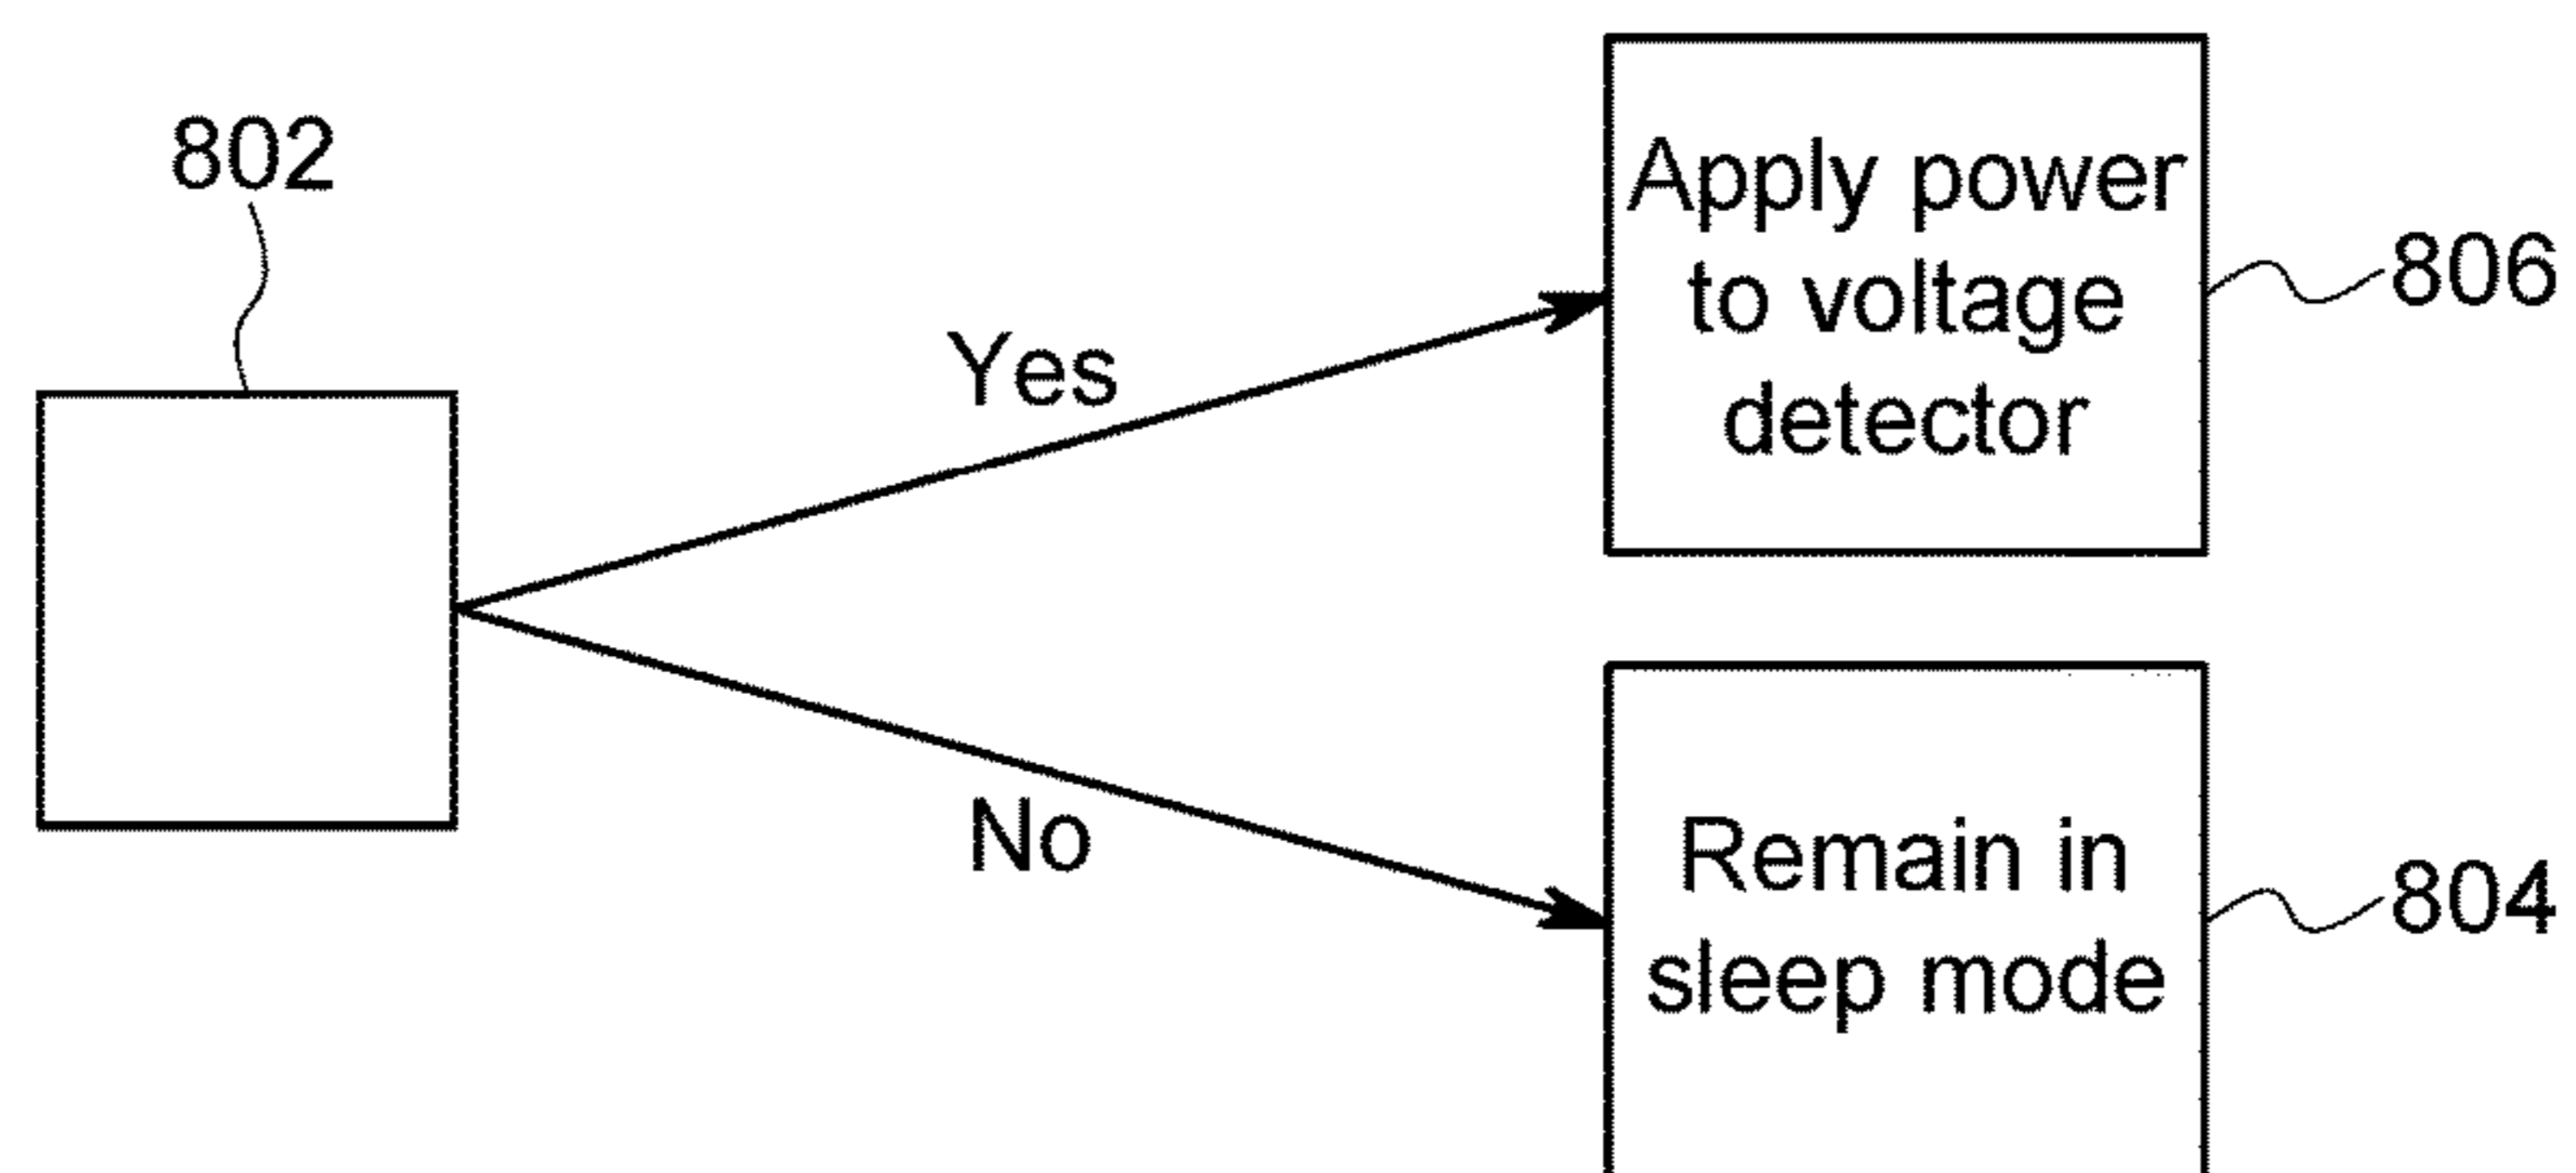 802
Yes
No
Apply power
to voltage
detector
806
Remain in
sleep mode
804